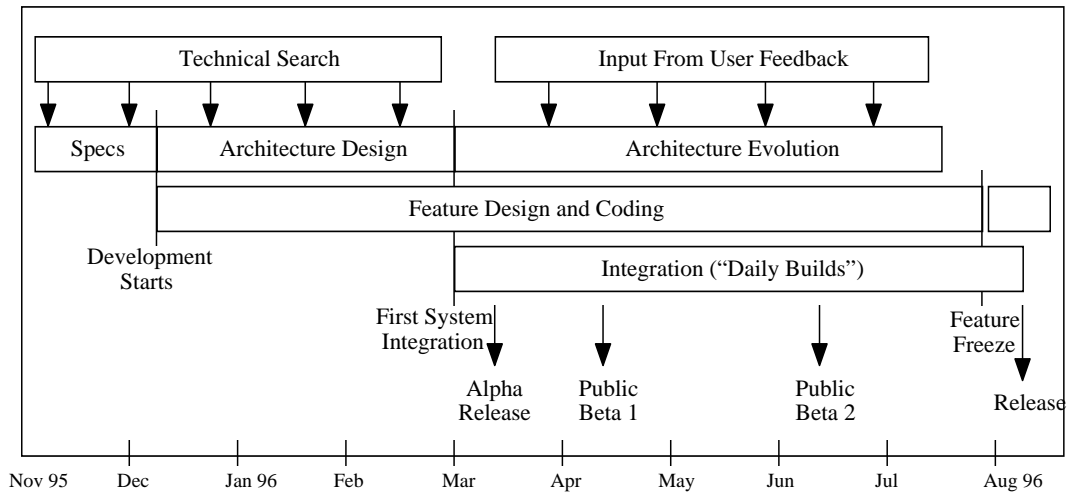 Technical Search
Input From User Feedback
Specs
Architecture Design
Architecture Evolution
Feature Design and Coding
Development
Starts
Integration (“Daily Builds”)
First System
Integration
Feature
Freeze
Alpha
Release
Public
Beta 1
Public
Beta 2
Release
Nov 95
Dec
Jan 96
Feb
Mar
Apr
May
Jun
Jul
Aug 96